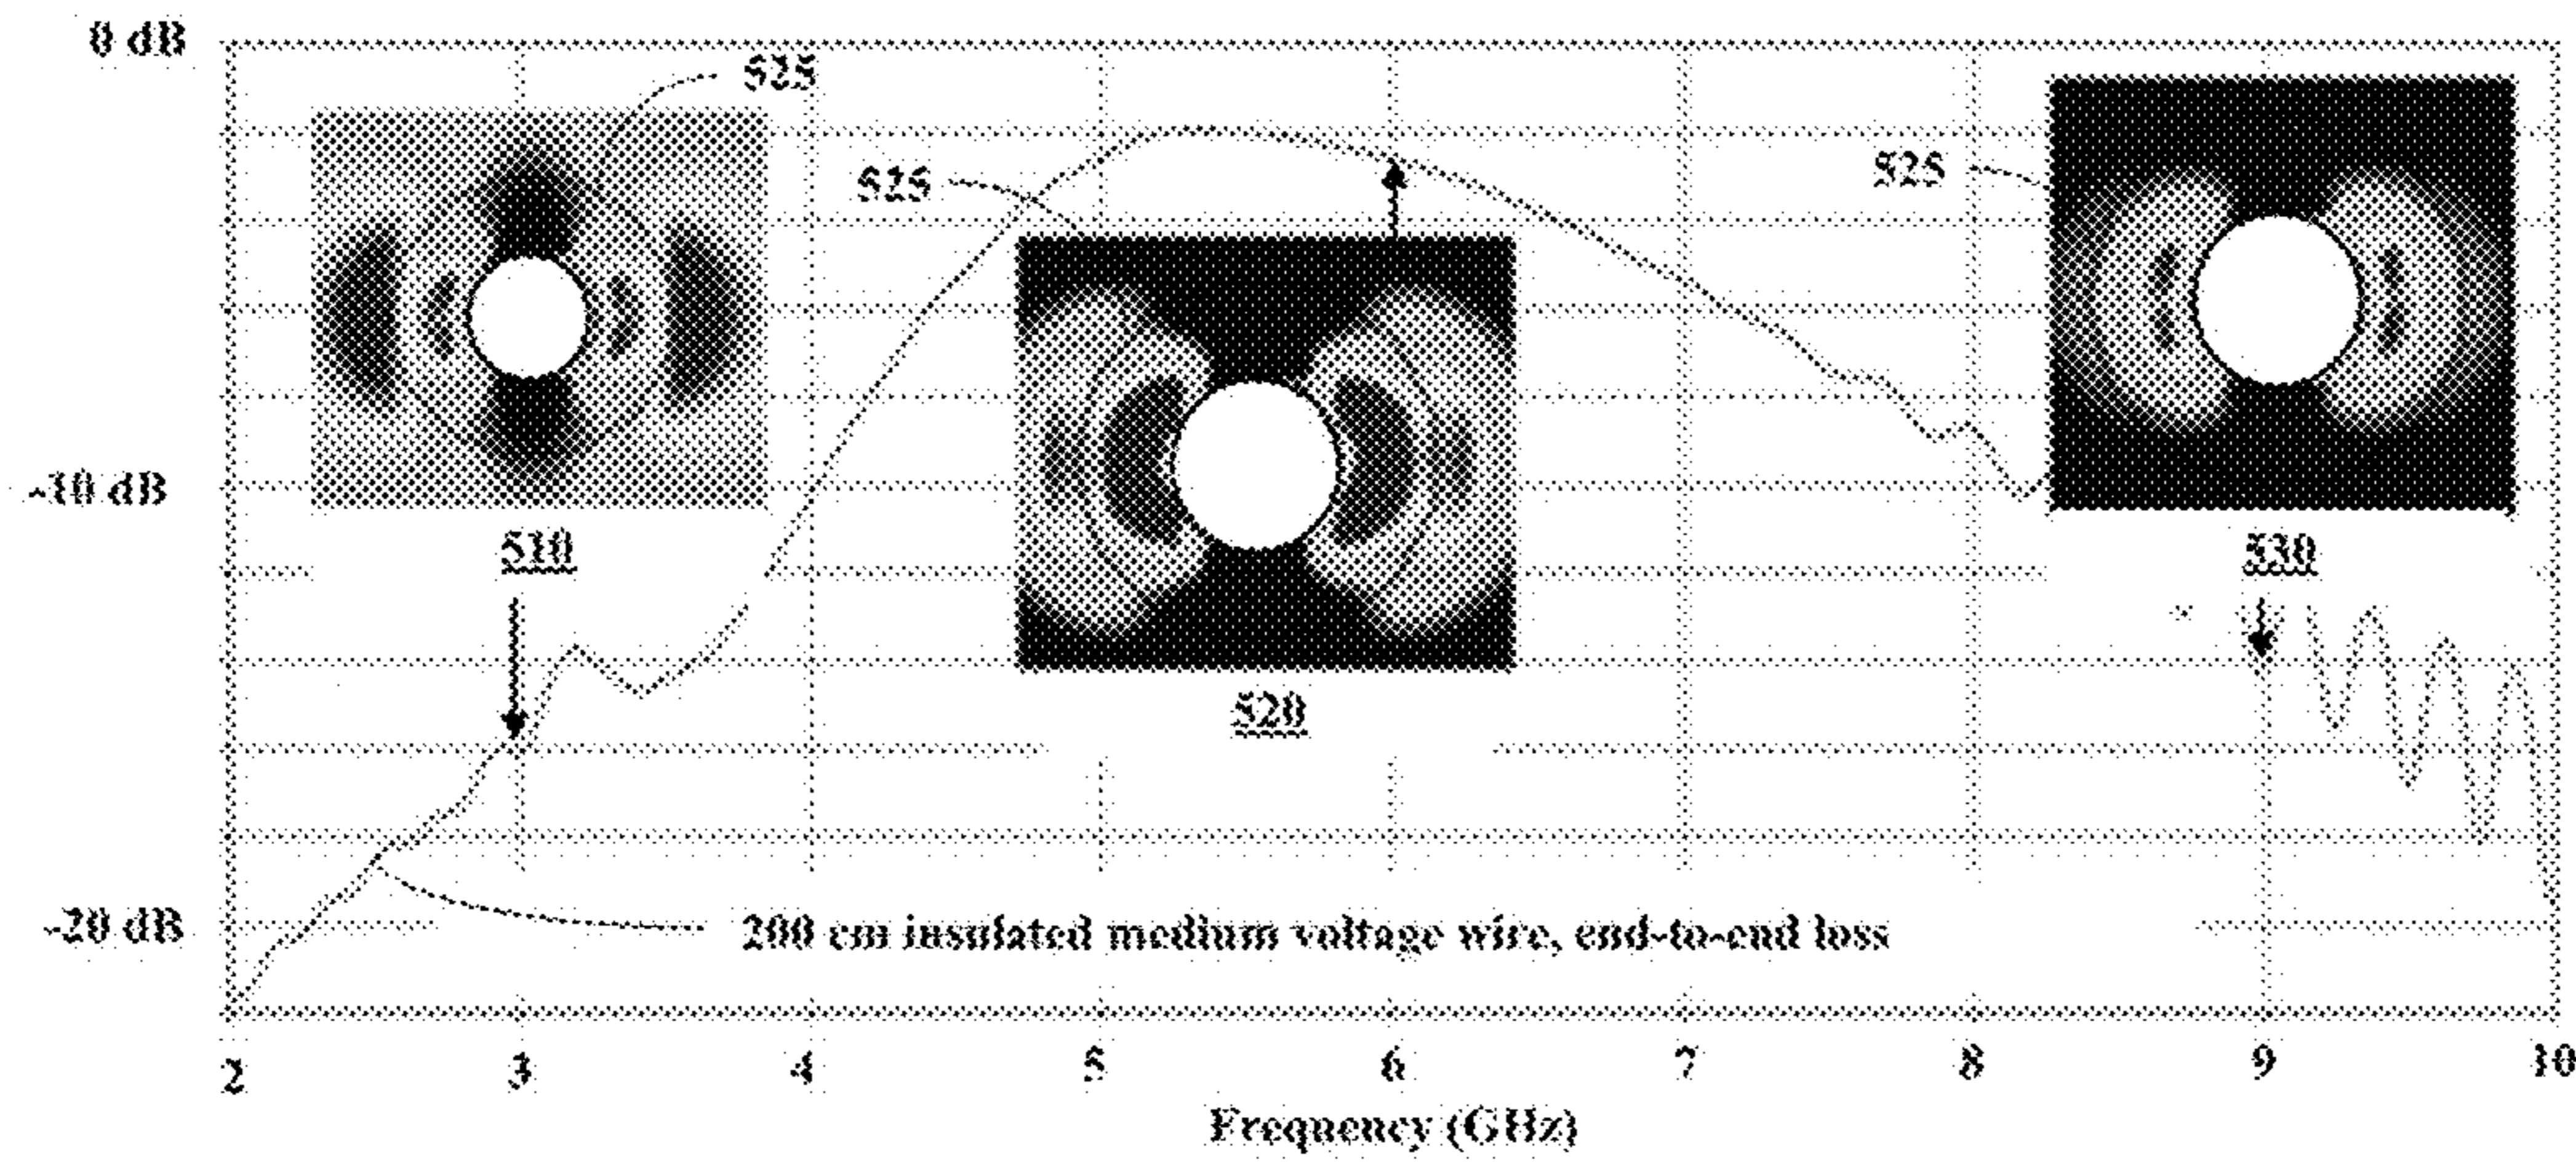 0 dB
525
525
525
-10 dB
510
530
520
-20 dB
200 cm insulated medium voltage wire, end-to-end loss
2 3 4 5 6 7 8 9 10
Frequency (GHz)